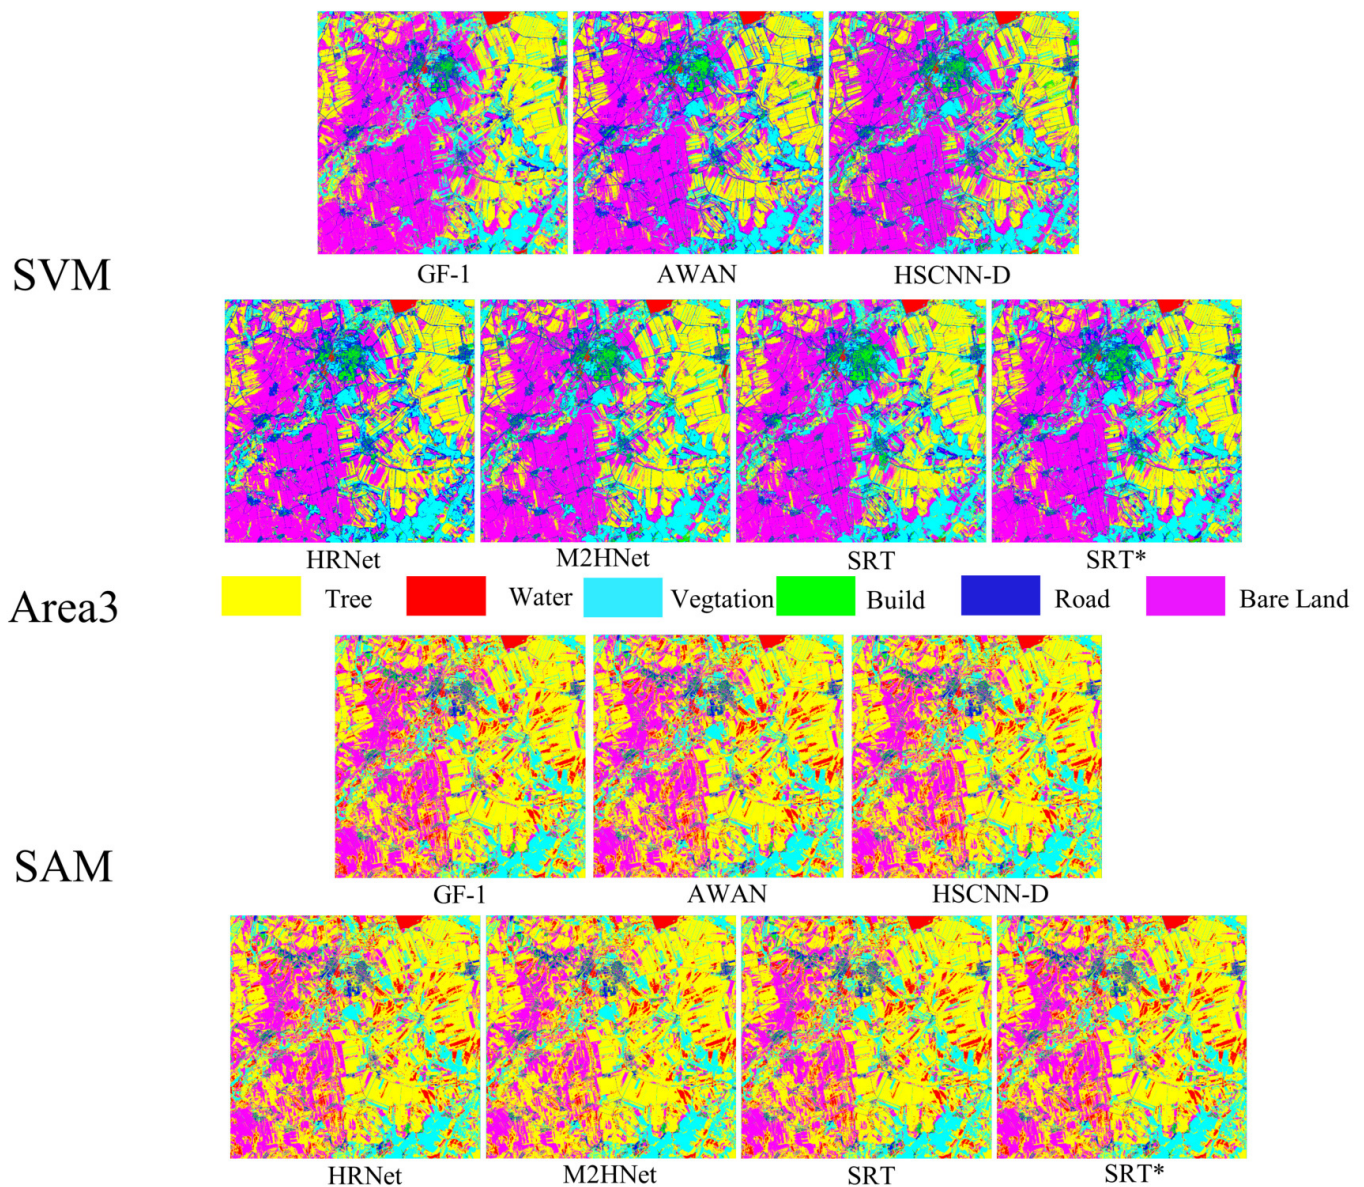 GF-1 AWAN HSCNN-D
SVM
HRNet M2HNet SRT SRT*
Area3
Tree Water Vegtation Build Road Bare Land
GF-1 AWAN HSCNN-D
SAM
HRNet M2HNet SRT SRT*